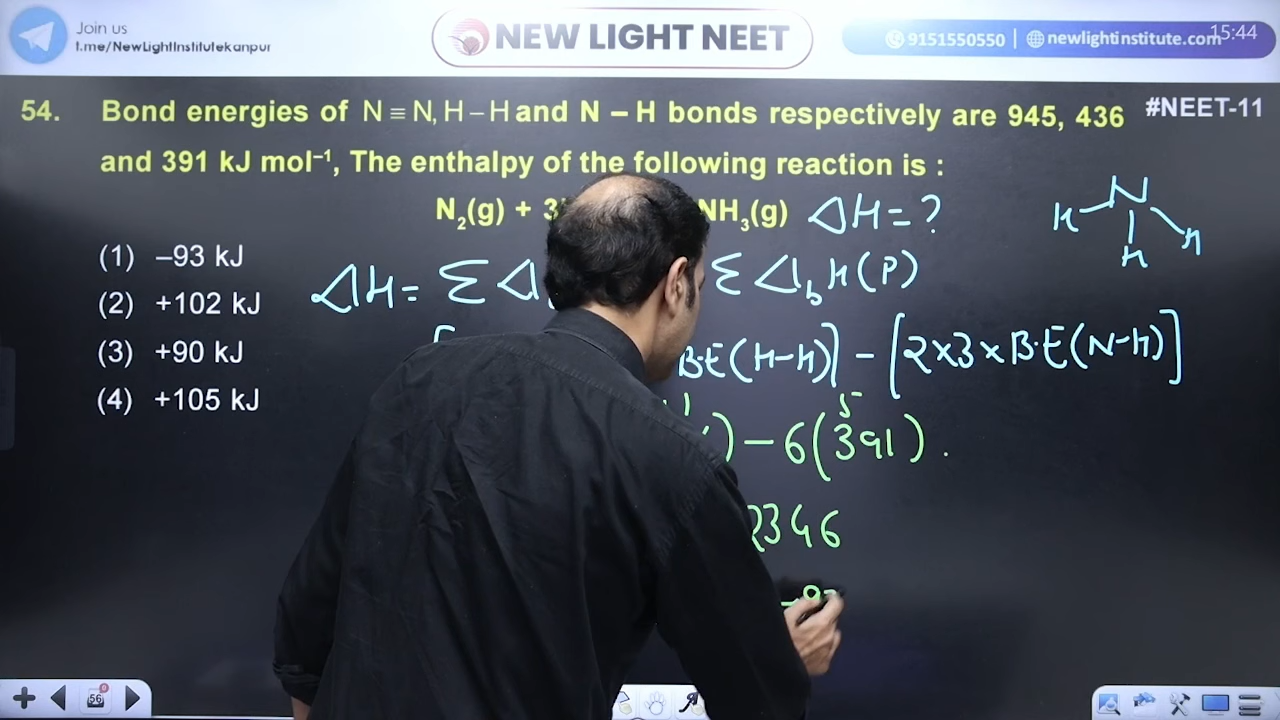 Join us
t.me/NewLightInstitutekanpur
NEW LIGHT NEET
9151550550 | newlightinstitute.com
15:44
54. Bond energies of N ≡ N, H – H and N – H bonds respectively are 945, 436 #NEET-11
and 391 kJ mol⁻¹, The enthalpy of the following reaction is :
N₂(g) + 3 NH₃(g) ΔH = ?
N
H H
H
(1) –93 kJ
(2) +102 kJ
(3) +90 kJ
(4) +105 kJ
ΔH = Σ Δ Σ Δ_b H (P)
[ B.E (H-H)] - [2×3×B.E (N-H)]
) - 6 (391).
5
2346
56